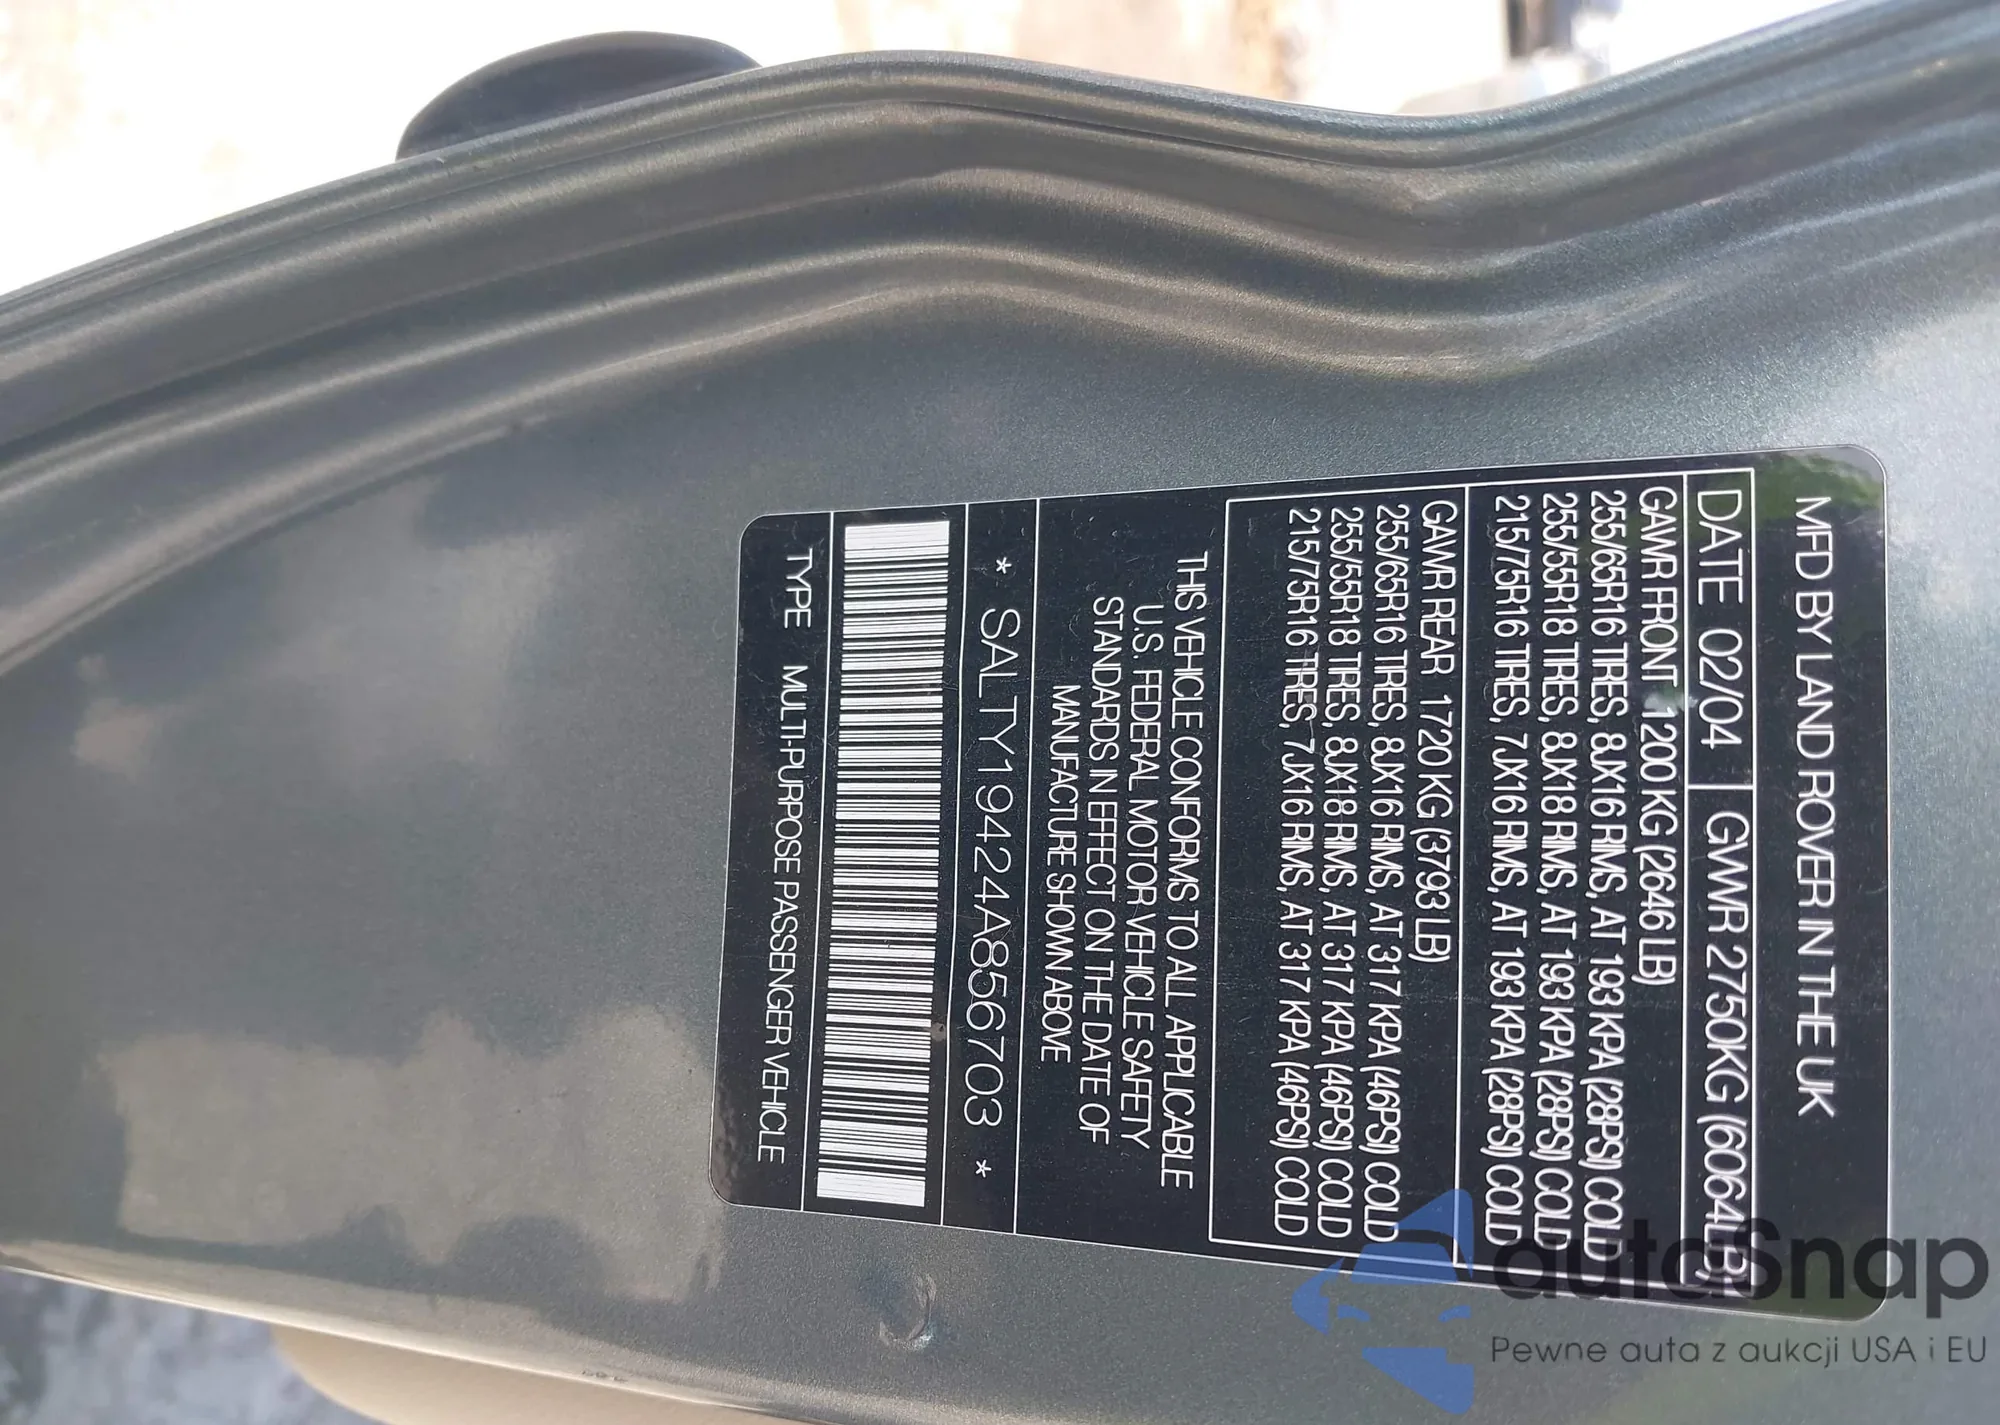 MFD BY LAND ROVER IN THE UK
DATE 02/04 GWWR 2750KG (6064LB)
GAWR FRONT 1200 KG (2646 LB)
255/65R16 TIRES, 8JX16 RIMS, AT 193 KPA (28PSI) COLD
255/55R18 TIRES, 8JX18 RIMS, AT 193 KPA (28PSI) COLD
215/75R16 TIRES, 7JX16 RIMS, AT 193 KPA (28PSI) COLD
GAWR REAR 1720 KG (3793 LB)
255/65R16 TIRES, 8JX16 RIMS, AT 317 KPA (46PSI) COLD
255/55R18 TIRES, 8JX18 RIMS, AT 317 KPA (46PSI) COLD
215/75R16 TIRES, 7JX16 RIMS, AT 317 KPA (46PSI) COLD
THIS VEHICLE CONFORMS TO ALL APPLICABLE
U.S. FEDERAL MOTOR VEHICLE SAFETY
STANDARDS IN EFFECT ON THE DATE OF
MANUFACTURE SHOWN ABOVE
* SALTY19424A856703 *
TYPE MULTI-PURPOSE PASSENGER VEHICLE
autoSnap
Pewne auta z aukcji USA i EU